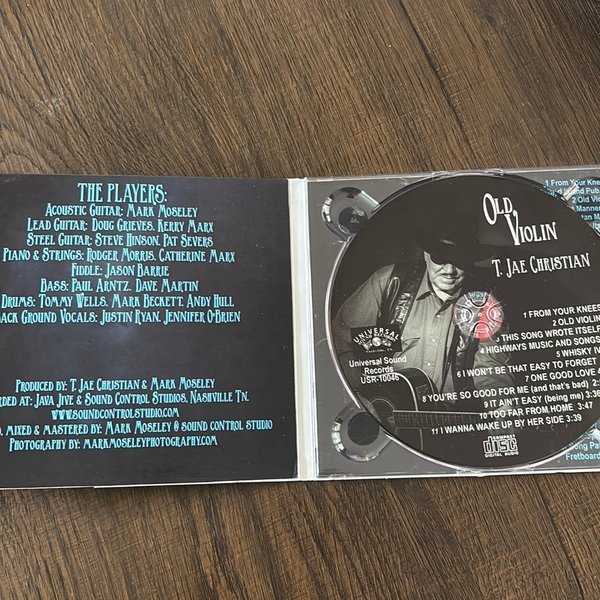 THE PLAYERS:
ACOUSTIC GUITAR: MARK MOSELEY
LEAD GUITAR: DOUG GRIEVES, KERRY MARX
STEEL GUITAR: STEVE HINSON, PAT SEVERS
PIANO & STRINGS: RODGER MORRIS, CATHERINE MARX
FIDDLE: JASON BARRIE
BASS: PAUL ARNTZ, DAVE MARTIN
DRUMS: TOMMY WELLS, MARK BECKETT, ANDY HULL
GROUND VOCALS: JUSTIN RYAN, JENNIFER O'BRIEN
PRODUCED BY: T. JAE CHRISTIAN & MARK MOSELEY
AT: JAVA JIVE & SOUND CONTROL STUDIOS, NASHVILLE TN.
WWW.SOUNDCONTROLSTUDIO.COM
MIXED & MASTERED BY: MARK MOSELEY @ SOUND CONTROL STUDIO
PHOTOGRAPHY BY: MARKMOSELEYPHOTOGRAPHY.COM
OLD
VIOLIN
T. JAE CHRISTIAN
UNIVERSAL
Universal Sound
Records
USR-10046
1 FROM YOUR KNEES
2 OLD VIOLIN
3 THIS SONG WROTE ITSELF
4 HIGHWAYS MUSIC AND SONGS
5 WHISKY
6 I WON'T BE THAT EASY TO FORGET
7 ONE GOOD LOVE
8 YOU'RE SO GOOD FOR ME (and that's bad) 2:35
9 IT AIN'T EASY (being me) 3:36
10 TOO FAR FROM HOME 3:47
11 I WANNA WAKE UP BY HER SIDE 3:39
COMPACT
disc
DIGITAL AUDIO
1 From Your Knees
2 Old